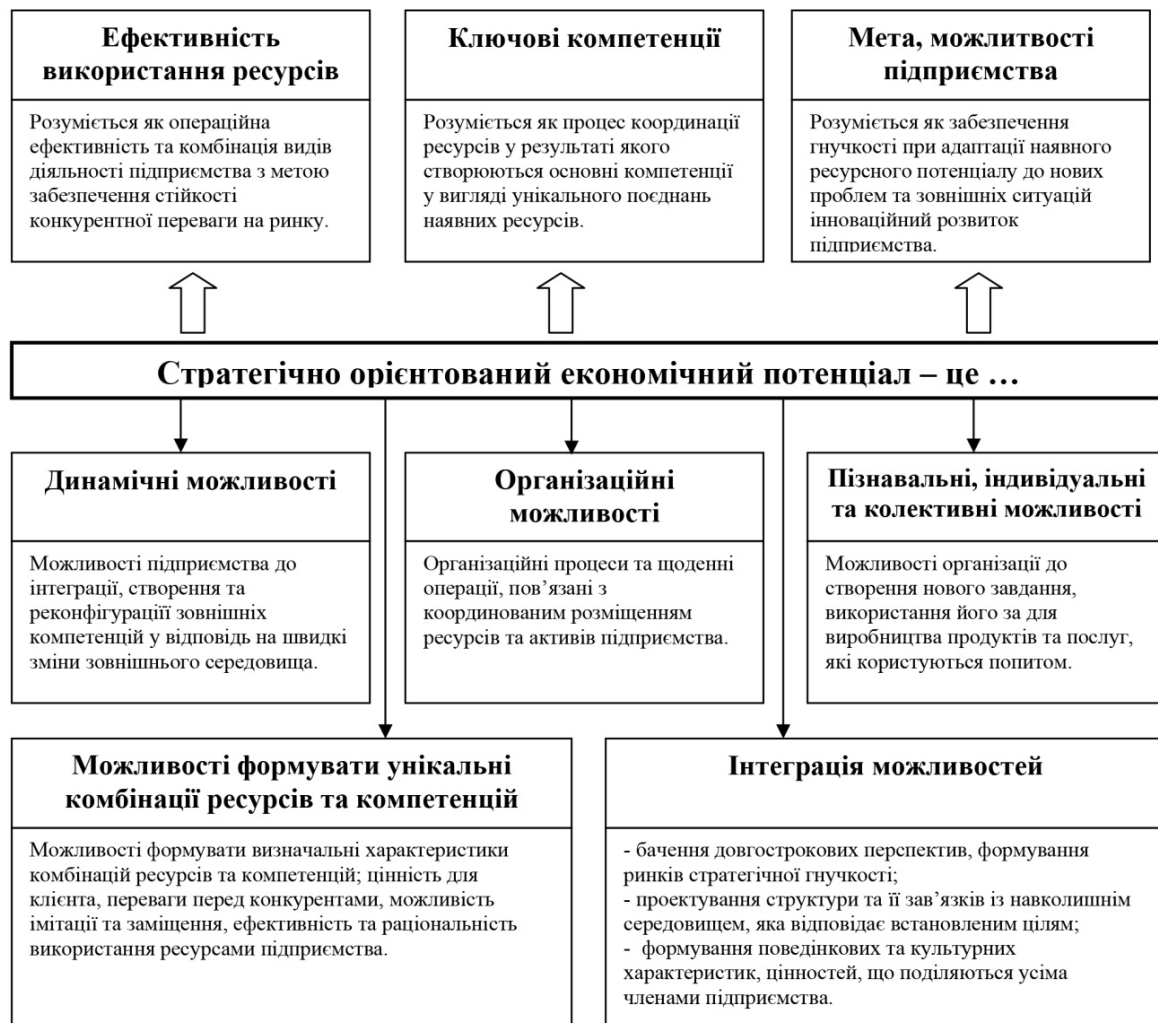 Ефективність
використання ресурсів
Розуміється як операційна
ефективність та комбінація видів
діяльності підприємства з метою
забезпечення стійкості
конкурентної переваги на ринку.
Ключові компетенції
Розуміється як процес координації
ресурсів у результаті якого
створюються основні компетенції
у вигляді унікального поєднань
наявних ресурсів.
Мета, можлитвості
підприємства
Розуміється як забезпечення
гнучкості при адаптації наявного
ресурсного потенціалу до нових
проблем та зовнішніх ситуацій
інноваційний розвиток
підприємства.
Стратегічно орієнтований економічний потенціал – це …
Динамічні можливості
Можливості підприємства до
інтеграції, створення та
реконфігураціїї зовнішніх
компетенцій у відповідь на швидкі
зміни зовнішнього середовища.
Організаційні
можливості
Організаційні процеси та щоденні
операції, пов’язані з
координованим розміщенням
ресурсів та активів підприємства.
Пізнавальні, індивідуальні
та колективні можливості
Можливості організації до
створення нового завдання,
використання його за для
виробництва продуктів та послуг,
які користуються попитом.
Можливості формувати унікальні
комбінації ресурсів та компетенцій
Можливості формувати визначальні характеристики
комбінацій ресурсів та компетенцій; цінність для
клієнта, переваги перед конкурентами, можливість
імітації та заміщення, ефективність та раціональність
використання ресурсами підприємства.
Інтеграція можливостей
- бачення довгострокових перспектив, формування
ринків стратегічної гнучкості;
- проектування структури та її зав’язків із навколишнім
середовищем, яка відповідає встановленим цілям;
- формування поведінкових та культурних
характеристик, цінностей, що поділяються усіма
членами підприємства.